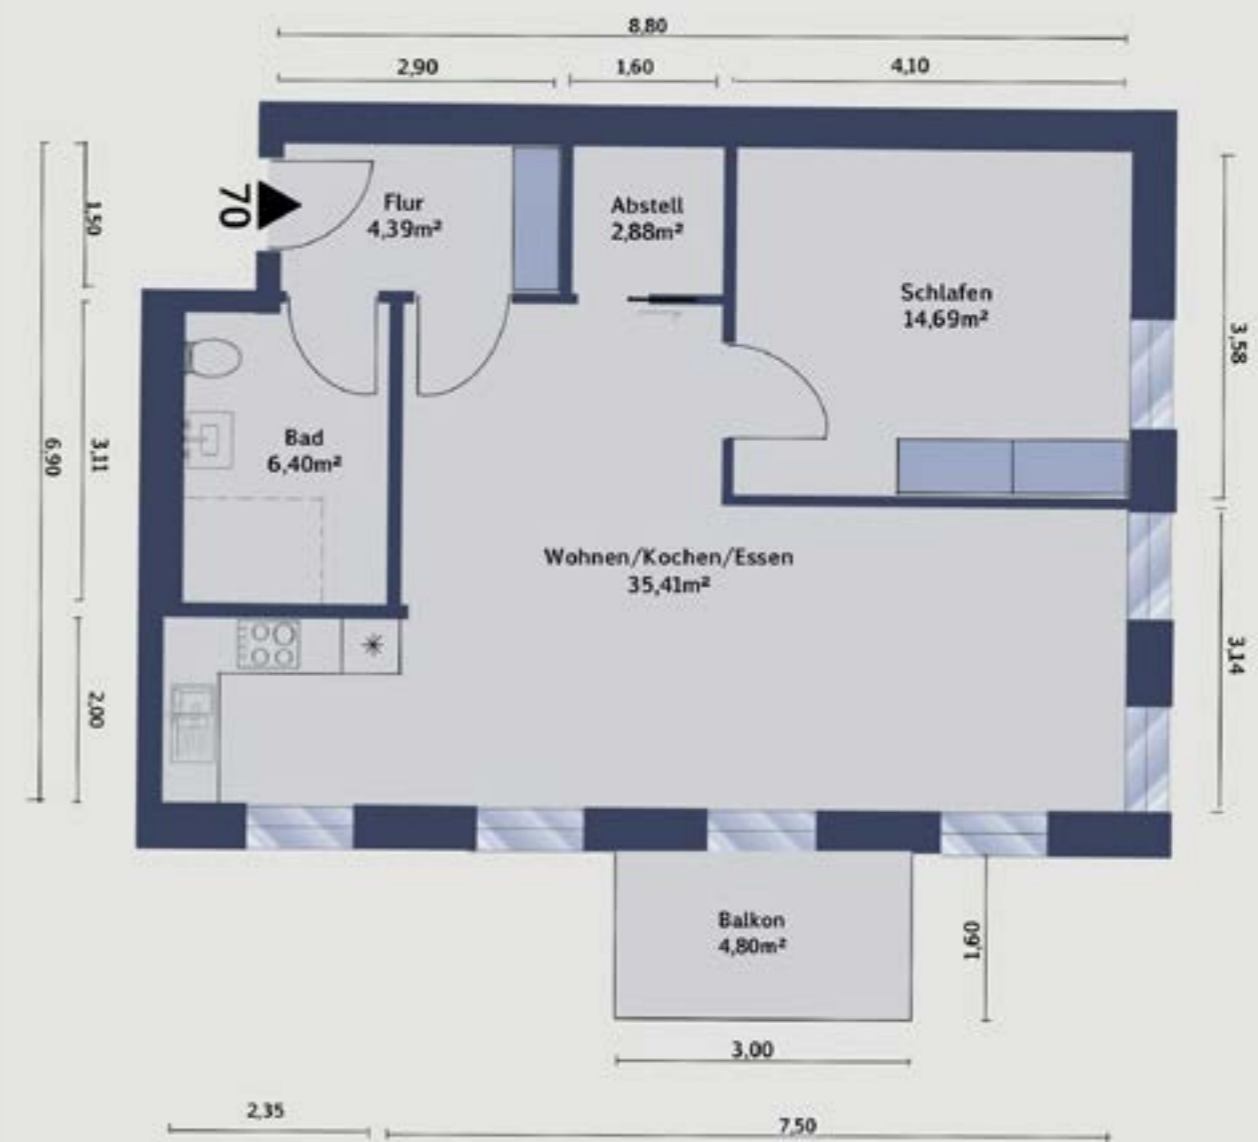 8,80
2,90
1,60
4,10
1,50
70
Flur
4,39m²
Abstell
2,88m²
Schlafen
14,69m²
3,58
6,90
3,11
Bad
6,40m²
Wohnen/Kochen/Essen
35,41m²
3,14
2,00
Balkon
4,80m²
1,60
3,00
2,35
7,50